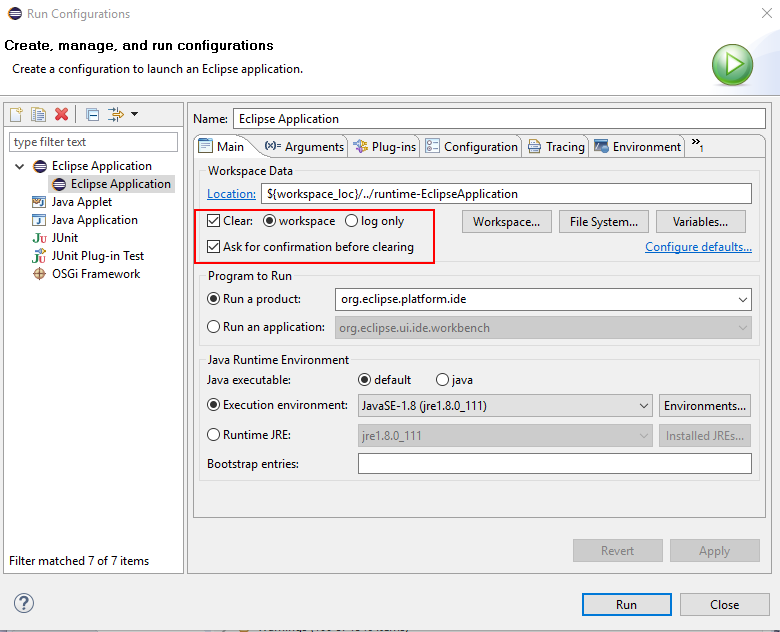 Run Configurations
Create, manage, and run configurations
Create a configuration to launch an Eclipse application.
type filter text
Eclipse Application
Eclipse Application
Java Applet
Java Application
JUnit
JUnit Plug-in Test
OSGi Framework
Filter matched 7 of 7 items
Name: Eclipse Application
Main (x)= Arguments Plug-ins Configuration Tracing Environment »1
Workspace Data
Location: ${workspace_loc}/../runtime-EclipseApplication
Clear: workspace log only Workspace... File System... Variables...
Ask for confirmation before clearing Configure defaults...
Program to Run
Run a product: org.eclipse.platform.ide
Run an application: org.eclipse.ui.ide.workbench
Java Runtime Environment
Java executable: default java
Execution environment: JavaSE-1.8 (jre1.8.0_111) Environments...
Runtime JRE: jre1.8.0_111 Installed JREs...
Bootstrap entries:
Revert Apply
? Run Close